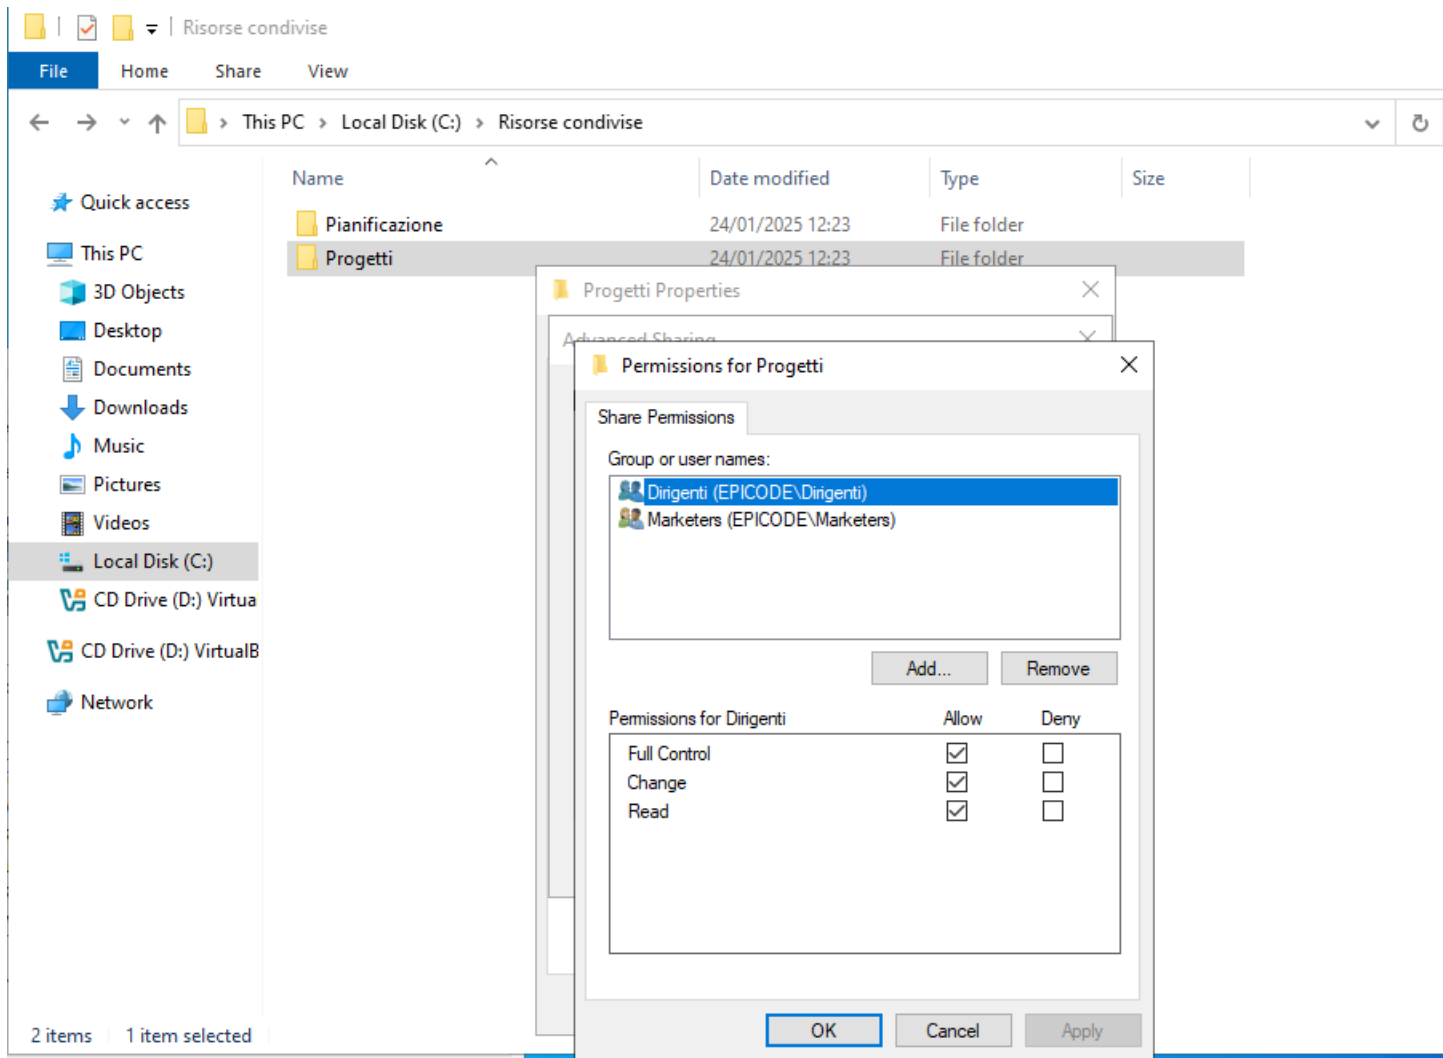 Risorse condivise
File Home Share View
This PC > Local Disk (C:) > Risorse condivise
Name Date modified Type Size
Quick access
This PC
3D Objects
Desktop
Documents
Downloads
Music
Pictures
Videos
Local Disk (C:)
CD Drive (D:) Virtua
CD Drive (D:) VirtualB
Network
Pianificazione 24/01/2025 12:23 File folder
Progetti 24/01/2025 12:23 File folder
Progetti Properties
Advanced Sharing
Permissions for Progetti
Share Permissions
Group or user names:
Dirigenti (EPICODE\Dirigenti)
Marketers (EPICODE\Marketers)
Add... Remove
Permissions for Dirigenti Allow Deny
Full Control
Change
Read
OK Cancel Apply
2 items 1 item selected